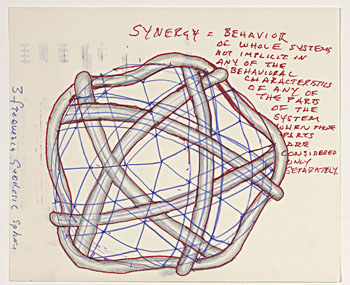 SYNERGY = BEHAVIOR
OF WHOLE SYSTEMS
NOT IMPLICIT IN
ANY OF THE
BEHAVIORAL
CHARACTERISTICS
OF ANY OF
THE PARTS
OF THE
SYSTEM
WHEN THE
PARTS
ARE
CONSIDERED
ONLY
SEPARATELY.
3-frequency Geodesic Sphere